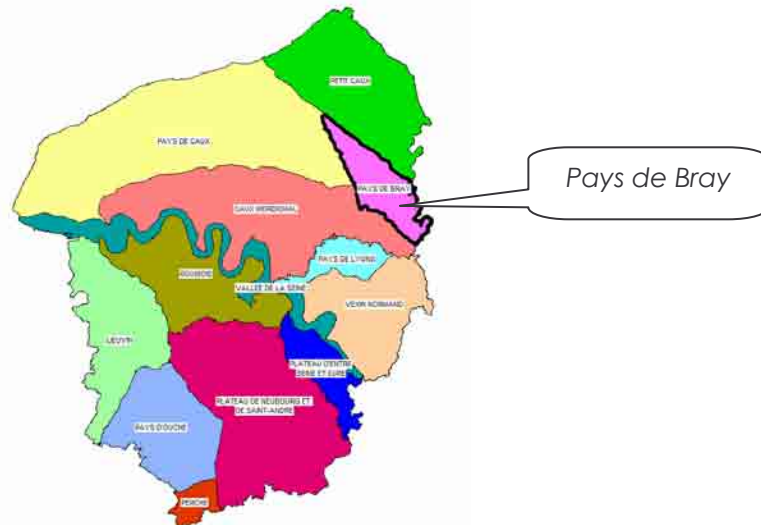 PETIT CAUX
PAYS DE CAUX
PAYS DE BRAY
Pays de Bray
CAUX MERIDIONAL
PAYS DE LYONS
ROUMOIS
VALLEE DE LA SEINE
VEXIN NORMAND
LIEUVIN
PLATEAU D'ENTRE
SEINE ET EURE
PLATEAU DE NEUBOURG ET
DE SAINT-ANDRE
PAYS D'OUCHE
PERCHE